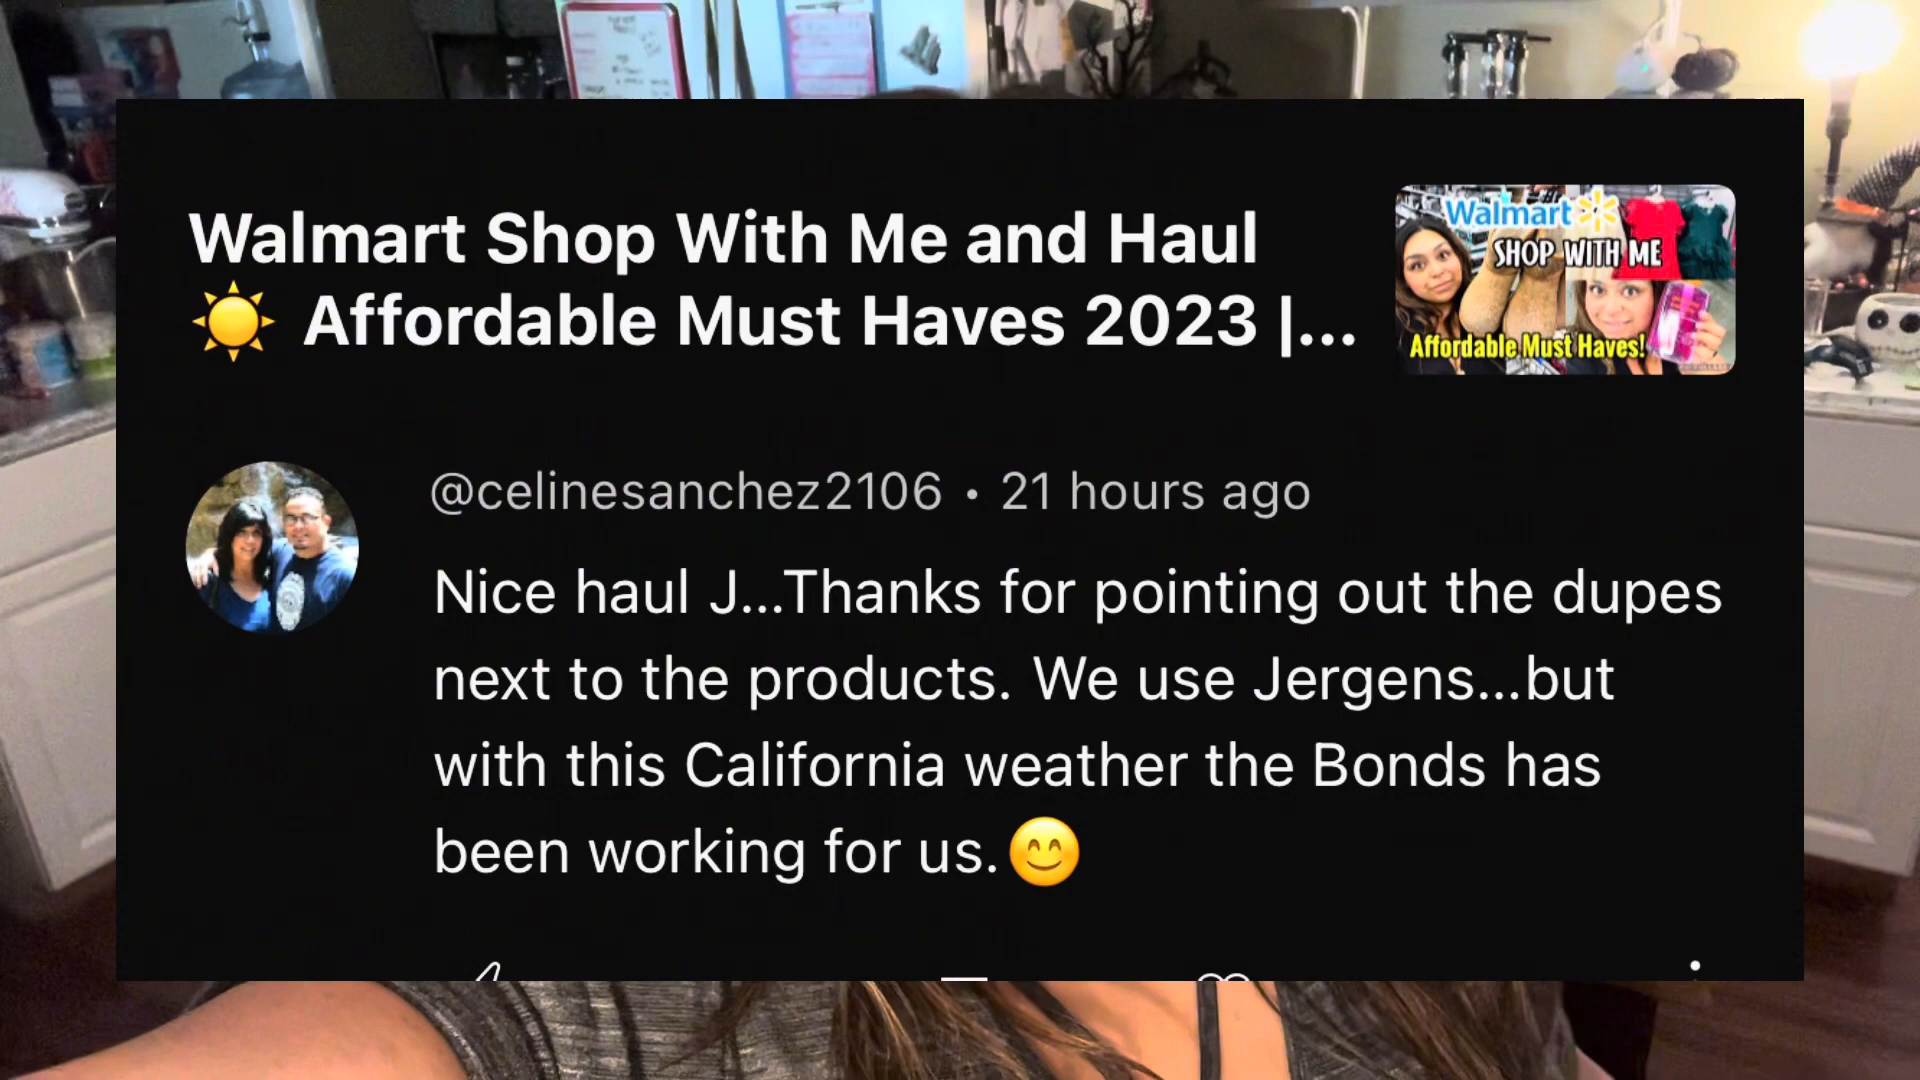 Walmart Shop With Me and Haul
☀️ Affordable Must Haves 2023 |...
Walmart
SHOP WITH ME
Affordable Must Haves!
@celinesanchez2106 • 21 hours ago
Nice haul J...Thanks for pointing out the dupes
next to the products. We use Jergens...but
with this California weather the Bonds has
been working for us.😊